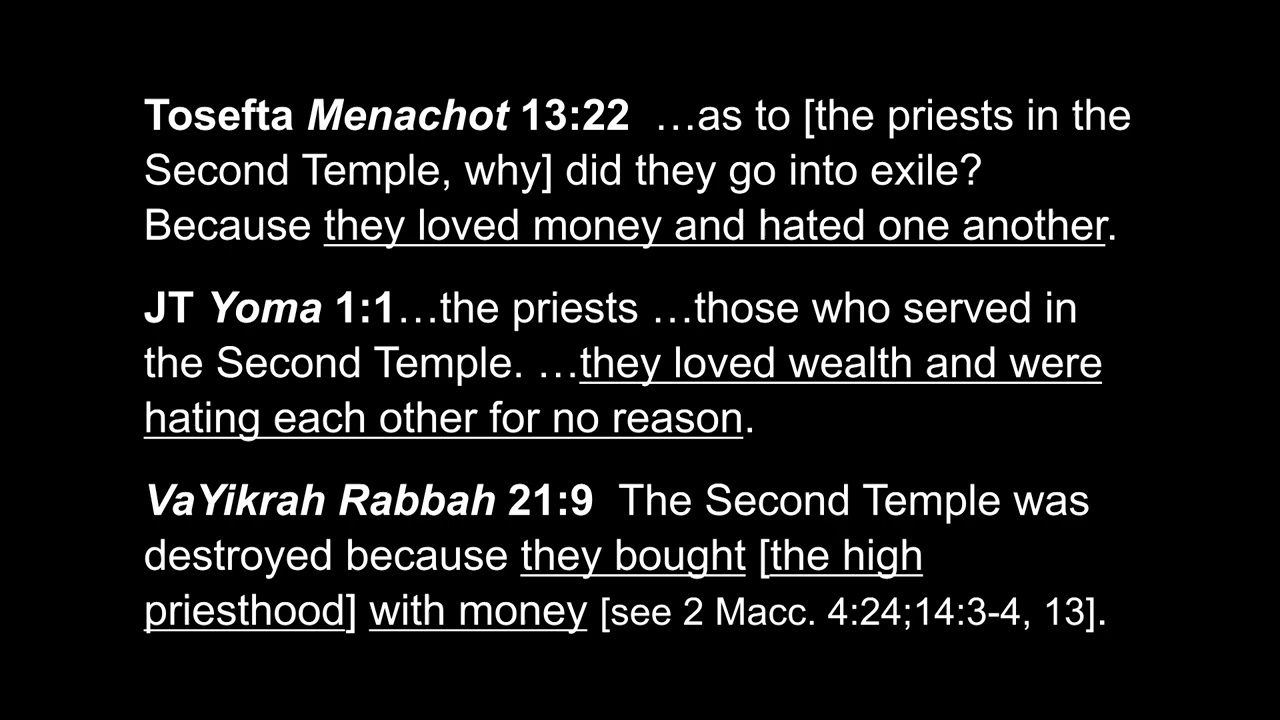 Tosefta Menachot 13:22 …as to [the priests in the
Second Temple, why] did they go into exile?
Because they loved money and hated one another.
JT Yoma 1:1…the priests …those who served in
the Second Temple. …they loved wealth and were
hating each other for no reason.
VaYikrah Rabbah 21:9 The Second Temple was
destroyed because they bought [the high
priesthood] with money [see 2 Macc. 4:24;14:3-4, 13].